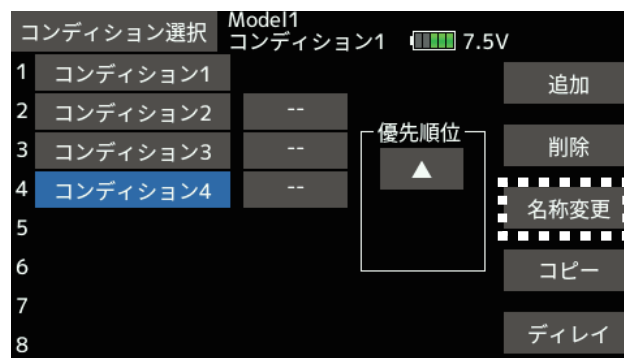 コンディション選択 Model1
コンディション1 7.5V
1 コンディション1
追加
2 コンディション2 --
優先順位
3 コンディション3 --
▲
削除
4 コンディション4 --
名称変更
5
6
コピー
7
8
ディレイ